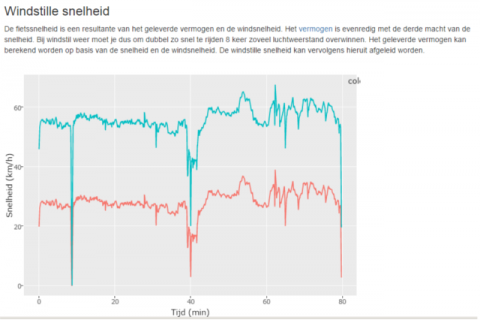 Windstille snelheid
De fietssnelheid is een resultante van het geleverde vermogen en de windsnelheid. Het vermogen is evenredig met de derde macht van de
snelheid. Bij windstil weer moet je dus om dubbel zo snel te rijden 8 keer zoveel luchtweerstand overwinnen. Het geleverde vermogen kan
berekend worden op basis van de snelheid en de windsnelheid. De windstille snelheid kan vervolgens hieruit afgeleid worden.
colo
60
40
20
0
Snelheid (km/h)
0 20 40 60 80
Tijd (min)